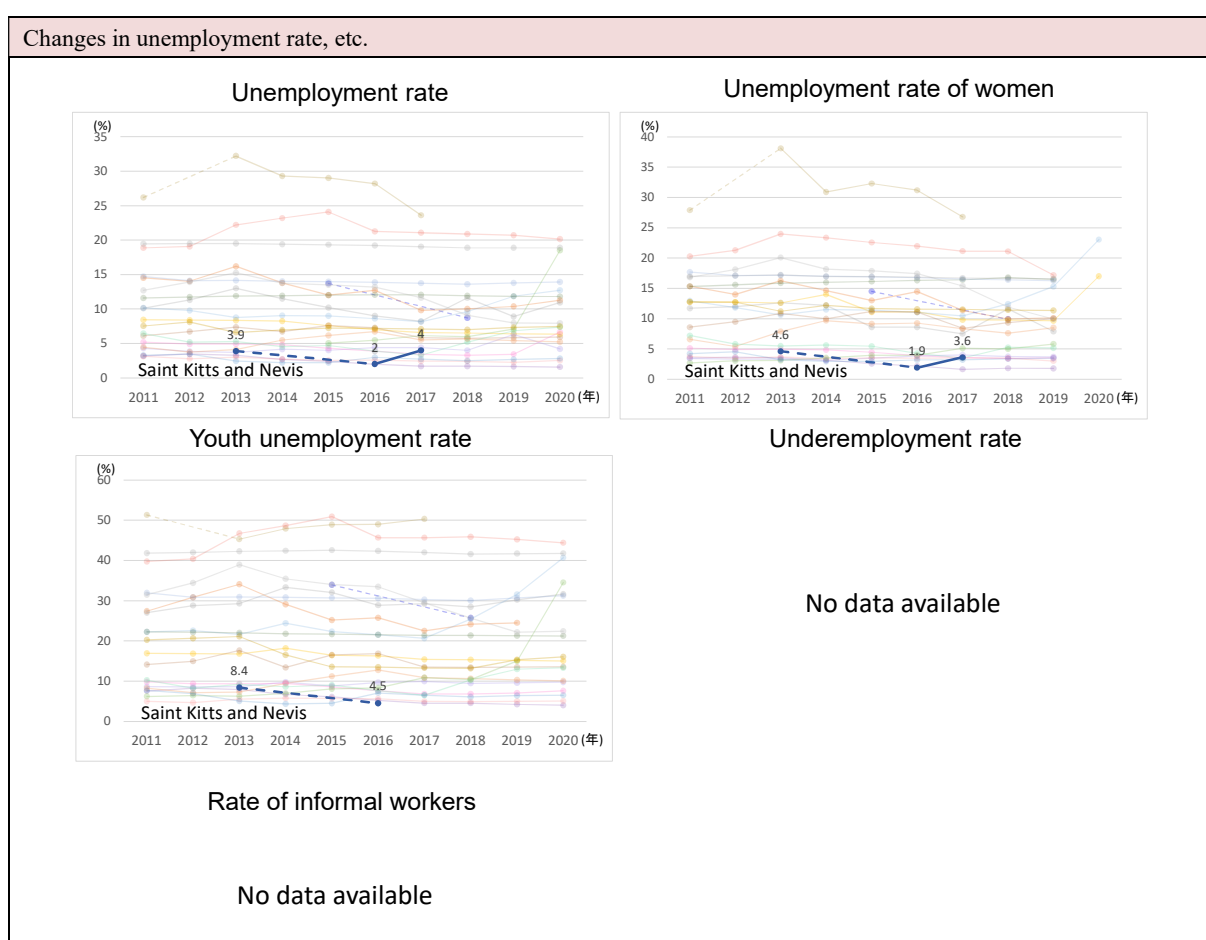 Changes in unemployment rate, etc.
Unemployment rate
(%)
35
30
25
20
15
10
5
0
3.9
2
4
Saint Kitts and Nevis
2011 2012 2013 2014 2015 2016 2017 2018 2019 2020 (年)
Unemployment rate of women
(%)
40
35
30
25
20
15
10
5
0
4.6
1.9
3.6
Saint Kitts and Nevis
2011 2012 2013 2014 2015 2016 2017 2018 2019 2020 (年)
Youth unemployment rate
(%)
60
50
40
30
20
10
0
8.4
4.5
Saint Kitts and Nevis
2011 2012 2013 2014 2015 2016 2017 2018 2019 2020 (年)
Underemployment rate
No data available
Rate of informal workers
No data available